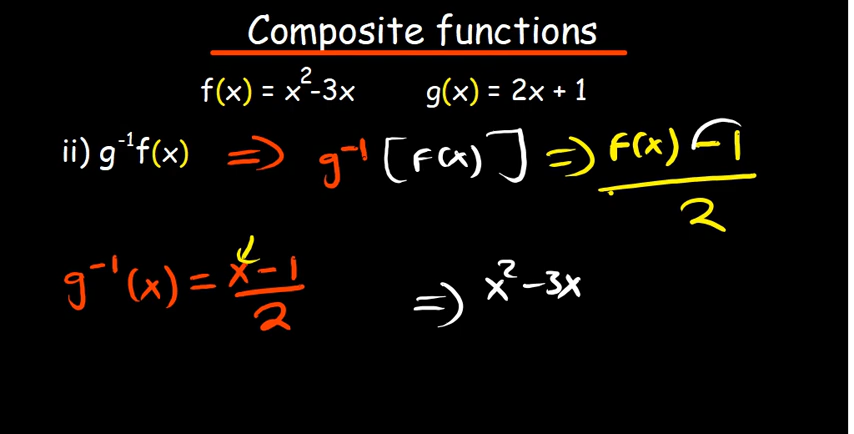 Composite functions
f(x) = x²-3x g(x) = 2x + 1
ii) g⁻¹f(x) => g⁻¹ [f(x)] => f(x) - 1 / 2
g⁻¹(x) = x - 1 / 2 => x² - 3x